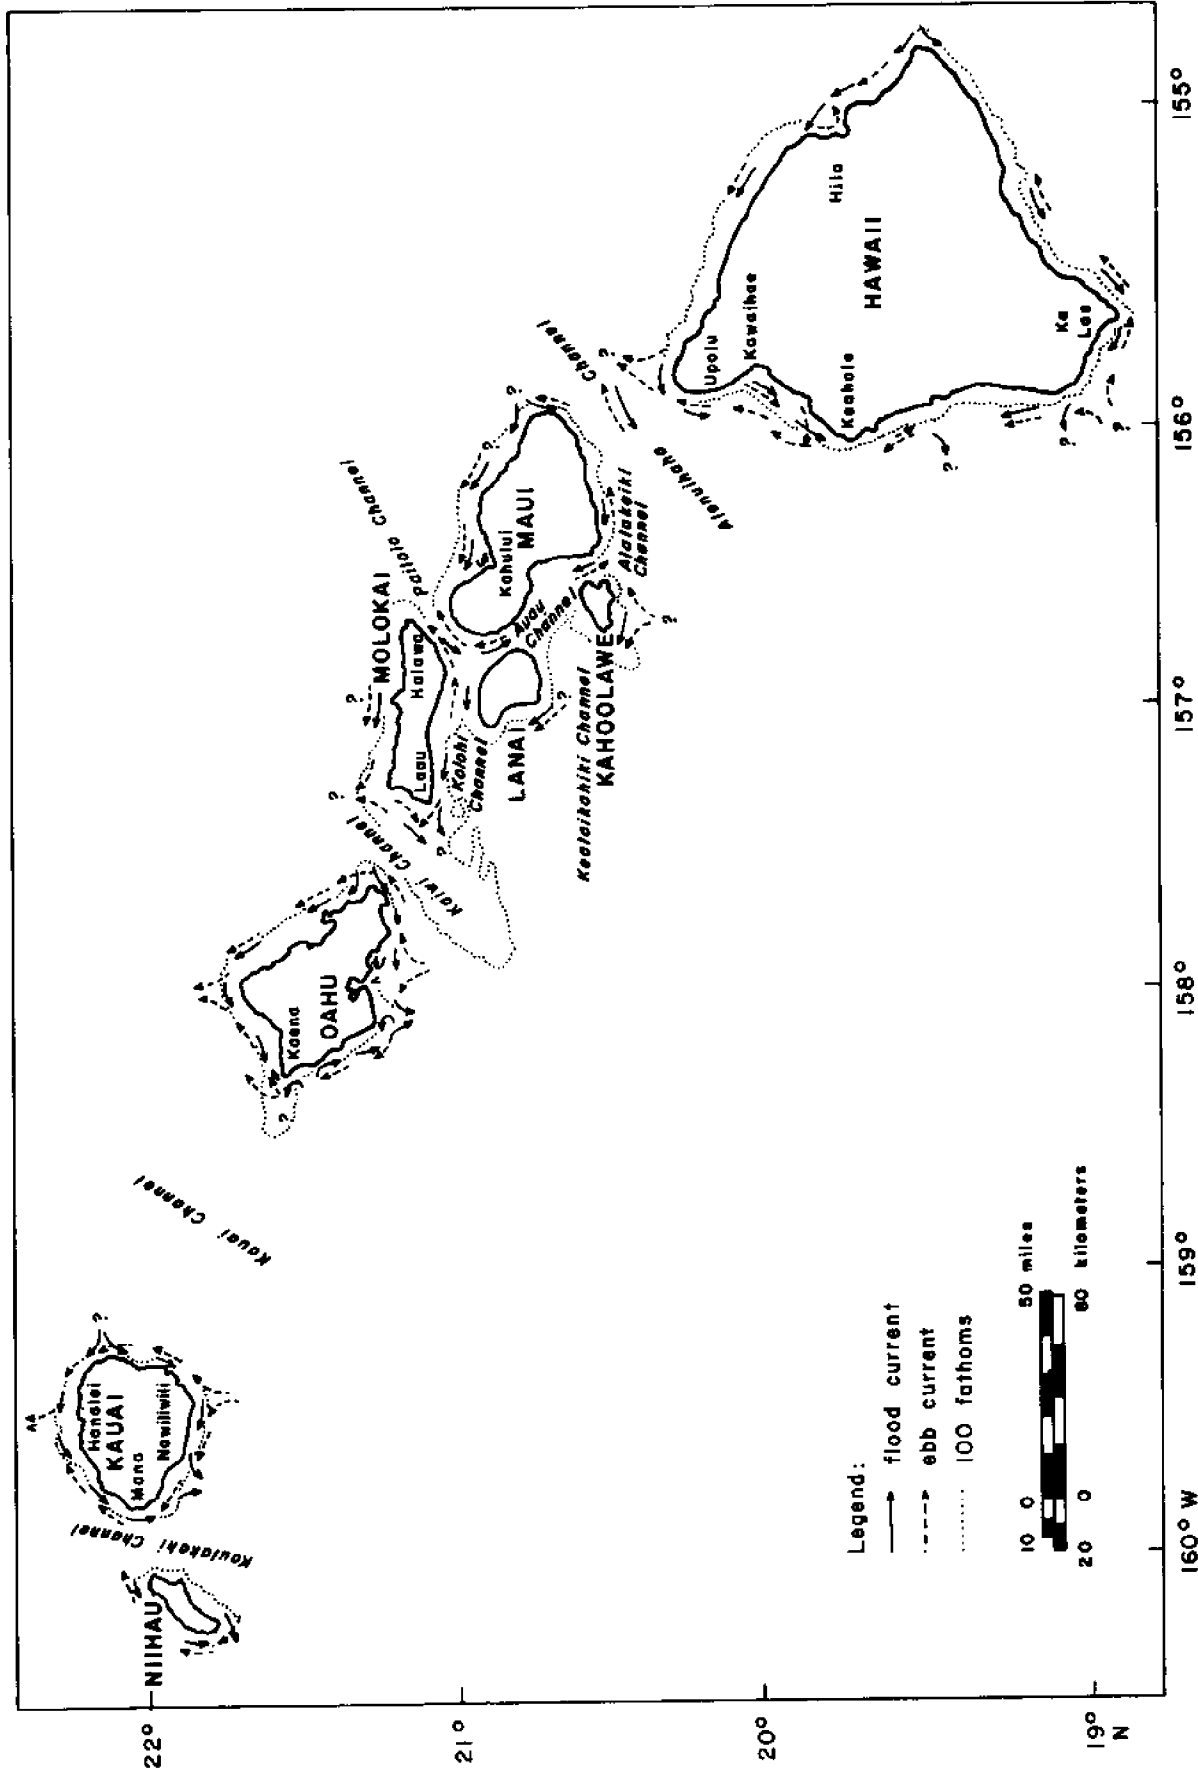 22°
21°
20°
19°
N
160° W
159°
158°
157°
156°
155°
NIIHAU
Kaulakahi Channel
Hanalei
KAUAI
Mana
Nawiliwili
?
Kauai Channel
Kaena
OAHU
?
Kaiwi Channel
?
?
MOLOKAI
?
Laau
Halawa
Pailolo Channel
Kalohi
Channel
LANAI
?
Auau
Channel
Kealaikahiki Channel
KAHOOLAWE
?
Kahului
MAUI
?
?
Alalakeiki
Channel
Alenuihaha Channel
?
Upolu
Kawaihae
Hilo
HAWAII
Keahole
Ka
Lae
?
?
?
Legend:
flood current
ebb current
100 fathoms
10 0 50 miles
20 0 80 kilometers